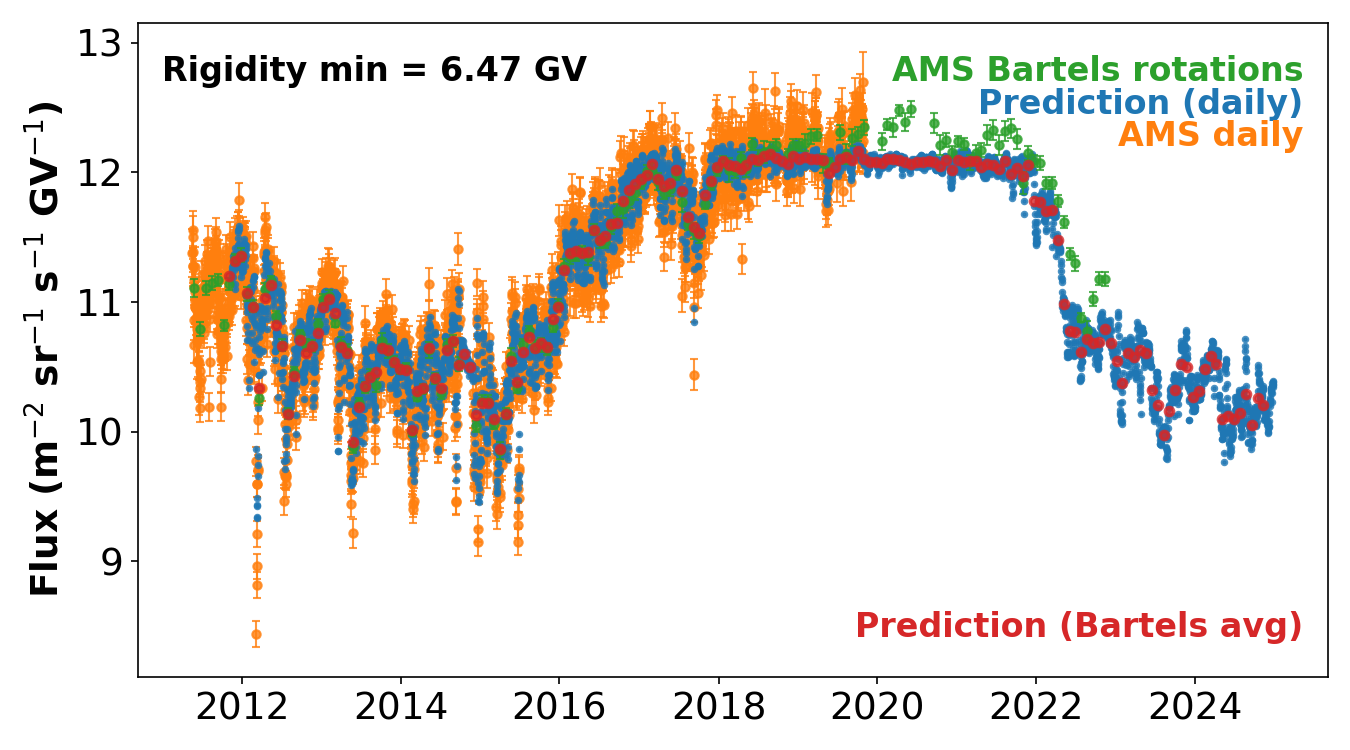 Rigidity min = 6.47 GV
AMS Bartels rotations
Prediction (daily)
AMS daily
Prediction (Bartels avg)
Flux (m⁻² sr⁻¹ s⁻¹ GV⁻¹)
13
12
11
10
9
2012 2014 2016 2018 2020 2022 2024